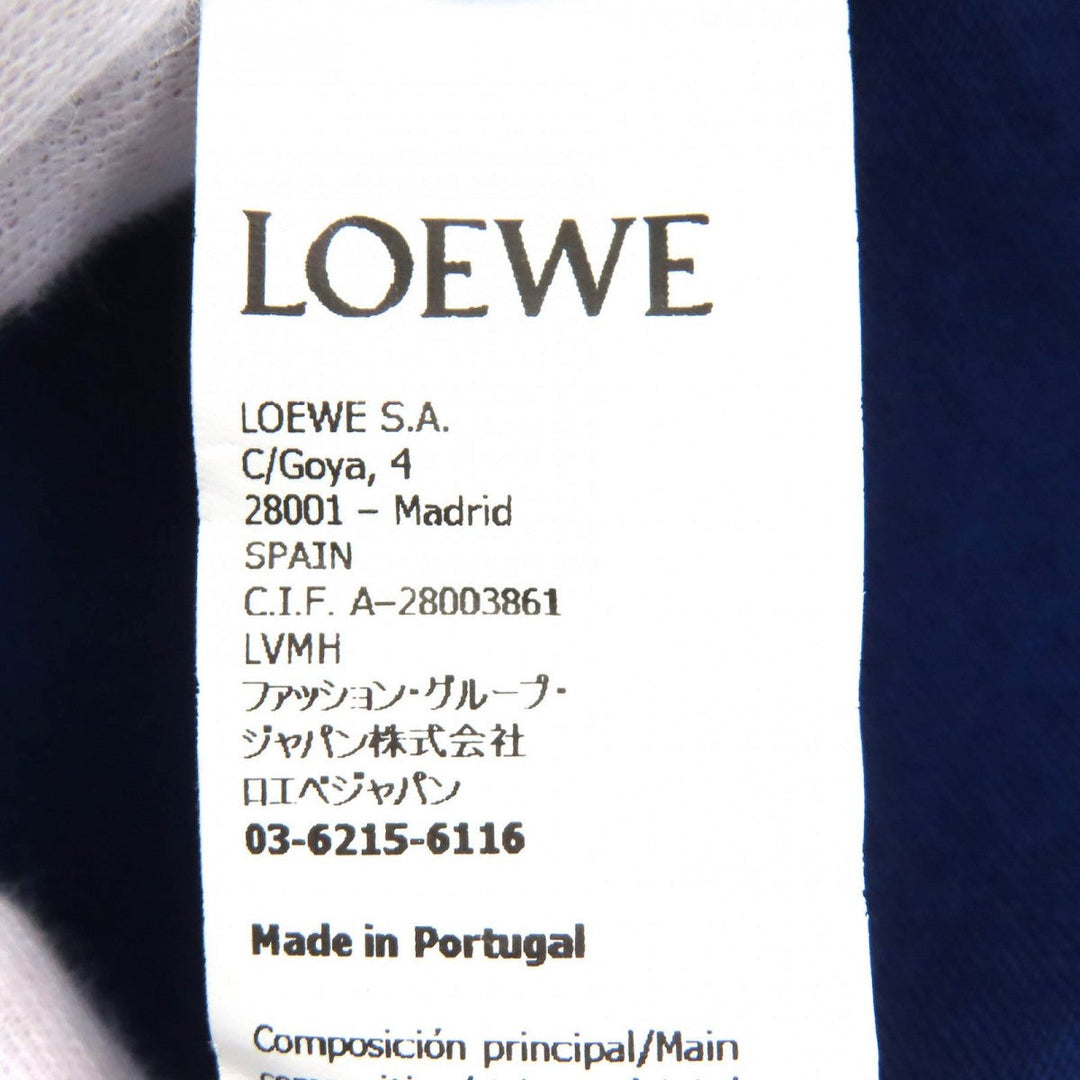 LOEWE
LOEWE S.A.
C/Goya, 4
28001 – Madrid
SPAIN
C.I.F. A-28003861
LVMH
ファッション・グループ・
ジャパン株式会社
ロエベジャパン
03-6215-6116
Made in Portugal
Composición principal/Main